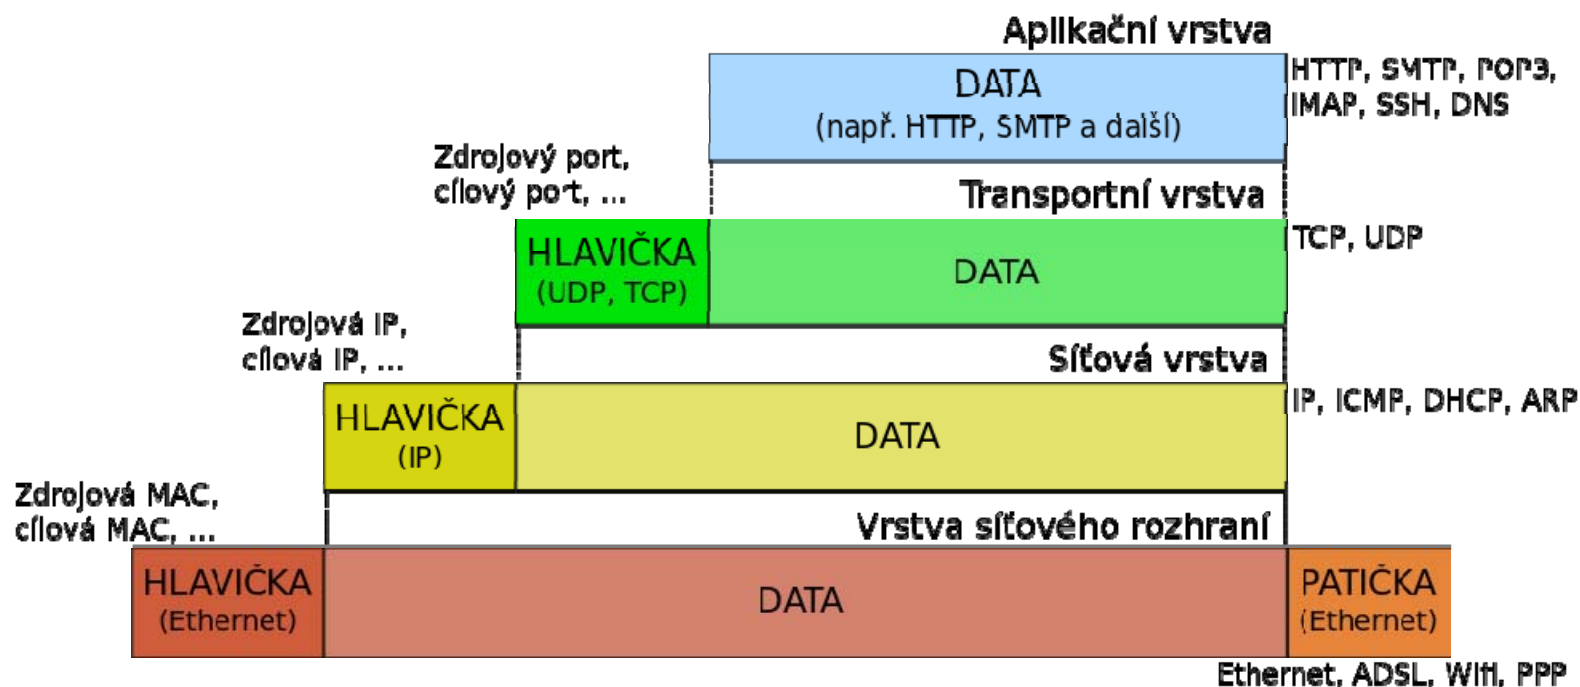 Aplikační vrstva
DATA
(např. HTTP, SMTP a další)
HTTP, SMTP, POP3,
IMAP, SSH, DNS
Zdrojový port,
cílový port, ...
Transportní vrstva
HLAVIČKA
(UDP, TCP)
DATA
TCP, UDP
Zdrojová IP,
cílová IP, ...
Síťová vrstva
HLAVIČKA
(IP)
DATA
IP, ICMP, DHCP, ARP
Zdrojová MAC,
cílová MAC, ...
Vrstva síťového rozhraní
HLAVIČKA
(Ethernet)
DATA
PATIČKA
(Ethernet)
Ethernet, ADSL, Wifi, PPP